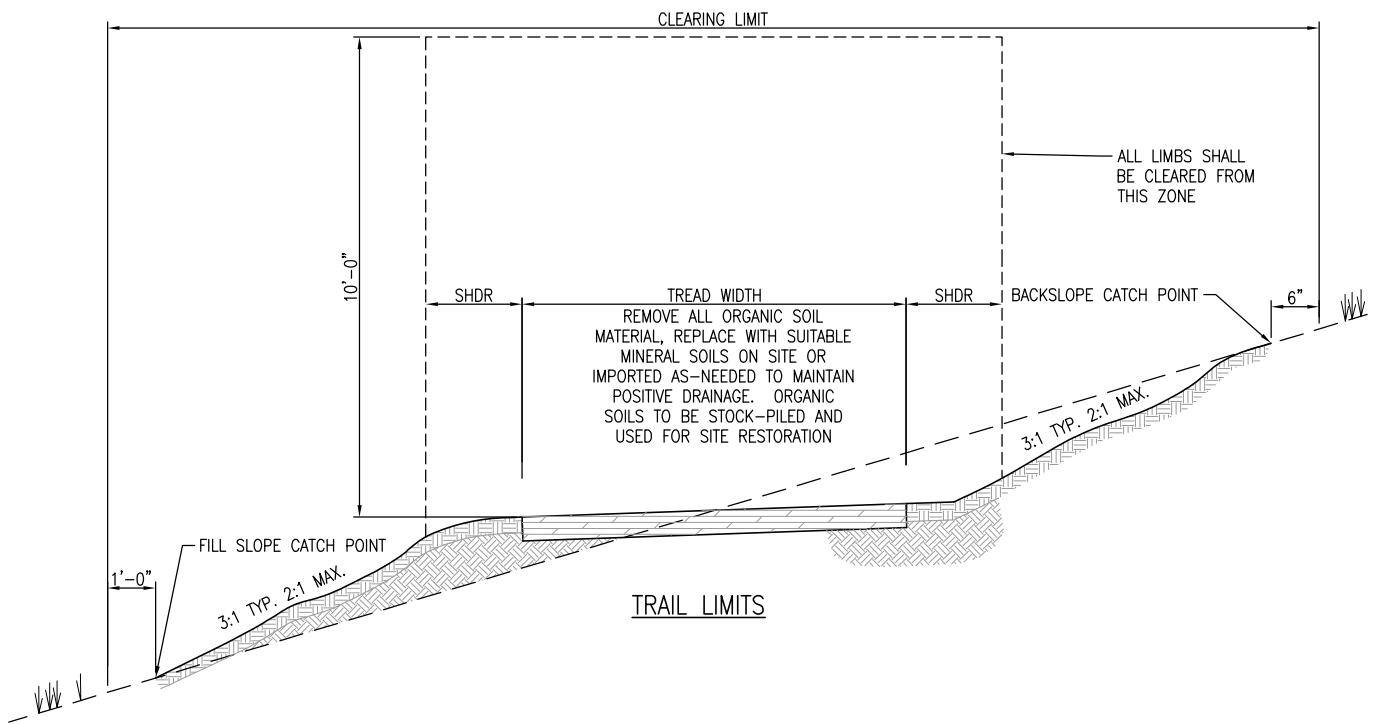 CLEARING LIMIT
ALL LIMBS SHALL
BE CLEARED FROM
THIS ZONE
10'-0"
SHDR
TREAD WIDTH
SHDR
BACKSLOPE CATCH POINT
6"
REMOVE ALL ORGANIC SOIL
MATERIAL, REPLACE WITH SUITABLE
MINERAL SOILS ON SITE OR
IMPORTED AS-NEEDED TO MAINTAIN
POSITIVE DRAINAGE. ORGANIC
SOILS TO BE STOCK-PILED AND
USED FOR SITE RESTORATION
3:1 TYP. 2:1 MAX.
FILL SLOPE CATCH POINT
1'-0"
3:1 TYP. 2:1 MAX.
TRAIL LIMITS